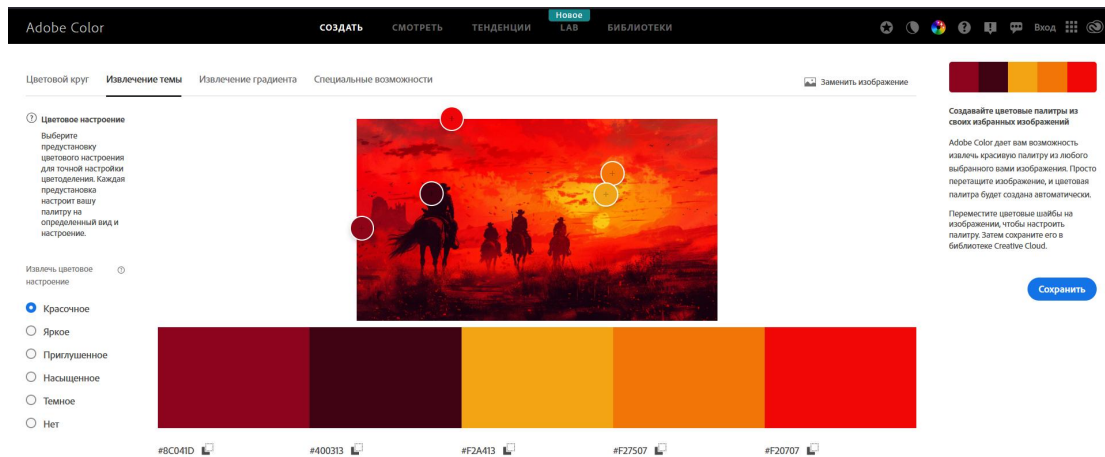 Adobe Color
СОЗДАТЬ
СМОТРЕТЬ
ТЕНДЕНЦИИ
Новое
LAB
БИБЛИОТЕКИ
Вход
Цветовой круг
Извлечение темы
Извлечение градиента
Специальные возможности
Заменить изображение
Цветовое настроение
Выберите
предустановку
цветового настроения
для точной настройки
цветоделения. Каждая
предустановка
настроит вашу
палитру на
определенный вид и
настроение.
Извлечь цветовое
настроение
Красочное
Яркое
Приглушенное
Насыщенное
Темное
Нет
#8C041D
#400313
#F2A413
#F27507
#F20707
Создавайте цветовые палитры из
своих избранных изображений
Adobe Color дает вам возможность
извлечь красивую палитру из любого
выбранного вами изображения. Просто
перетащите изображение, и цветовая
палитра будет создана автоматически.
Переместите цветовые шайбы на
изображении, чтобы настроить
палитру. Затем сохраните его в
библиотеке Creative Cloud.
Сохранить